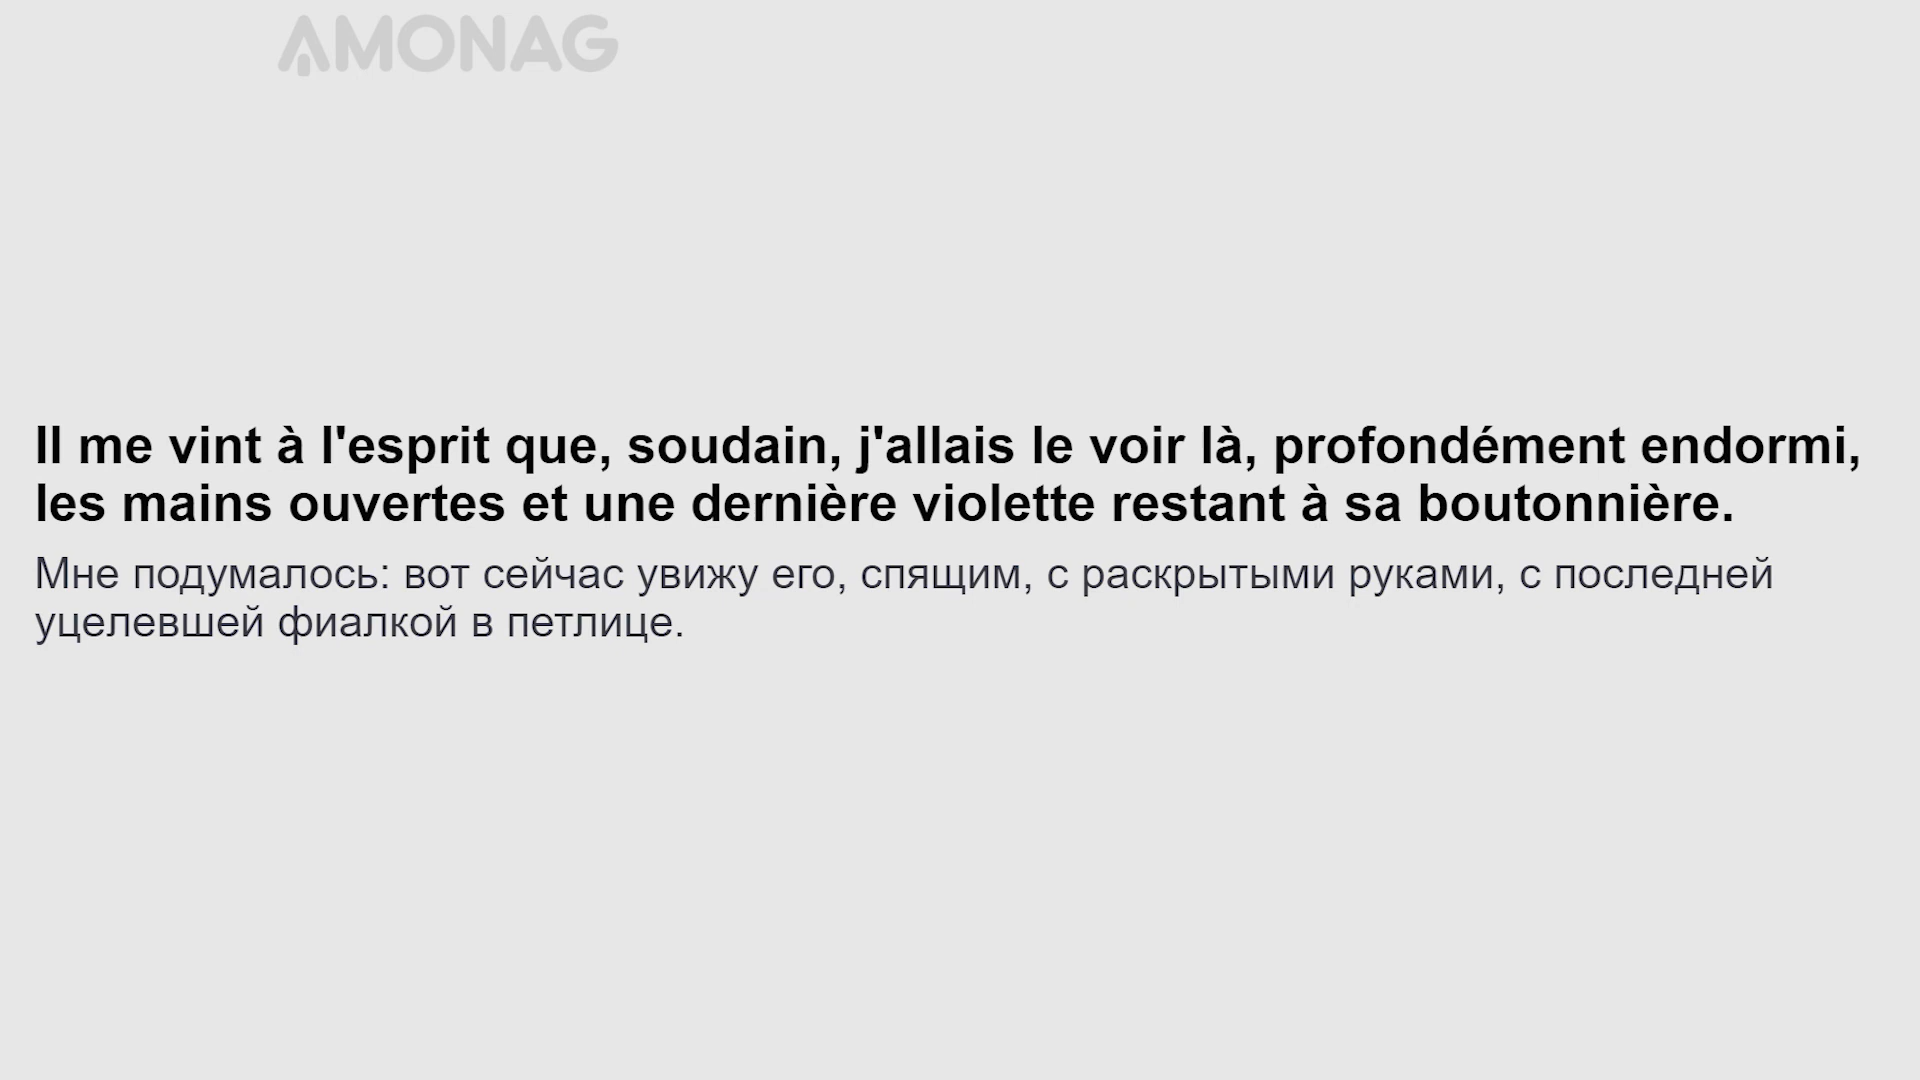 AMONAG
Il me vint à l'esprit que, soudain, j'allais le voir là, profondément endormi,
les mains ouvertes et une dernière violette restant à sa boutonnière.
Мне подумалось: вот сейчас увижу его, спящим, с раскрытыми руками, с последней
уцелевшей фиалкой в петлице.